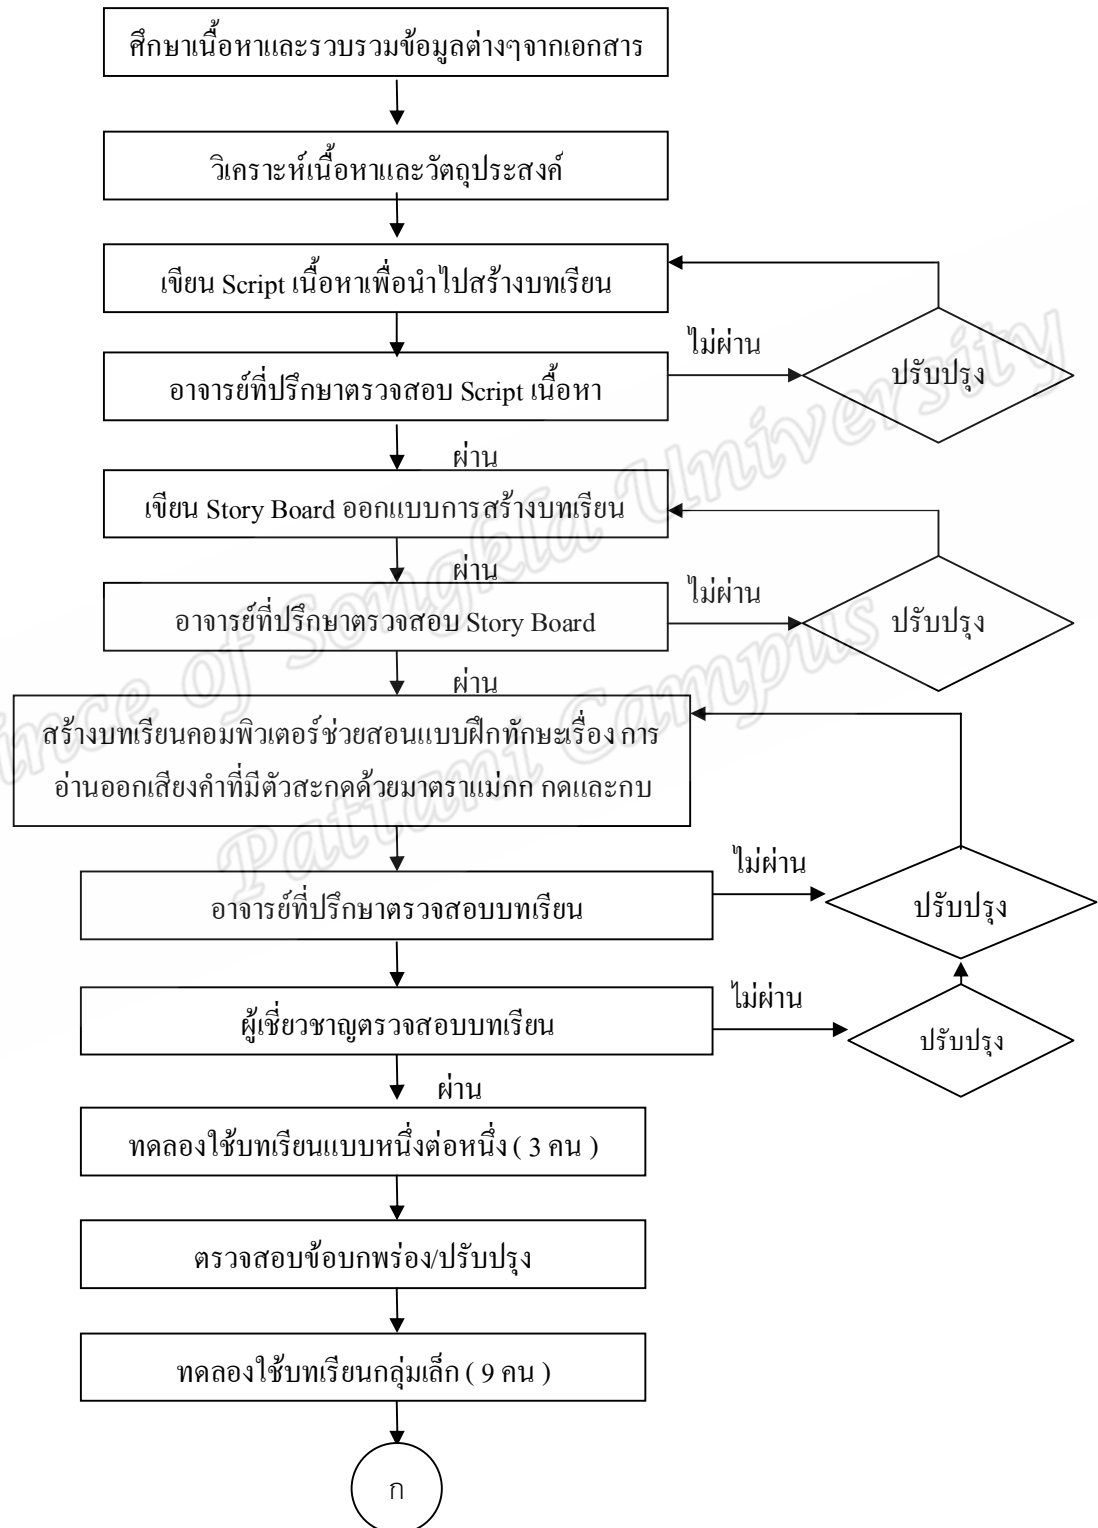 ศึกษาเนื้อหาและรวบรวมข้อมูลต่างๆจากเอกสาร
วิเคราะห์เนื้อหาและวัตถุประสงค์
เขียน Script เนื้อหาเพื่อนำไปสร้างบทเรียน
ไม่ผ่าน
ปรับปรุง
อาจารย์ที่ปรึกษาตรวจสอบ Script เนื้อหา
ผ่าน
เขียน Story Board ออกแบบการสร้างบทเรียน
ผ่าน
ไม่ผ่าน
อาจารย์ที่ปรึกษาตรวจสอบ Story Board
ปรับปรุง
ผ่าน
สร้างบทเรียนคอมพิวเตอร์ช่วยสอนแบบฝึกทักษะเรื่อง การ
อ่านออกเสียงคำที่มีตัวสะกดด้วยมาตราแม่กก กดและกบ
ไม่ผ่าน
อาจารย์ที่ปรึกษาตรวจสอบบทเรียน
ปรับปรุง
ไม่ผ่าน
ผู้เชี่ยวชาญตรวจสอบบทเรียน
ปรับปรุง
ผ่าน
ทดลองใช้บทเรียนแบบหนึ่งต่อหนึ่ง ( 3 คน )
ตรวจสอบข้อบกพร่อง/ปรับปรุง
ทดลองใช้บทเรียนกลุ่มเล็ก ( 9 คน )
ก
ince of Songkla University
Pattani Campus